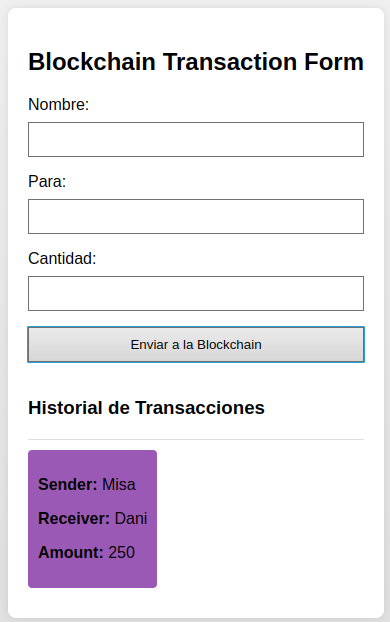 Blockchain Transaction Form
Nombre:
Para:
Cantidad:
Enviar a la Blockchain
Historial de Transacciones
Sender: Misa
Receiver: Dani
Amount: 250